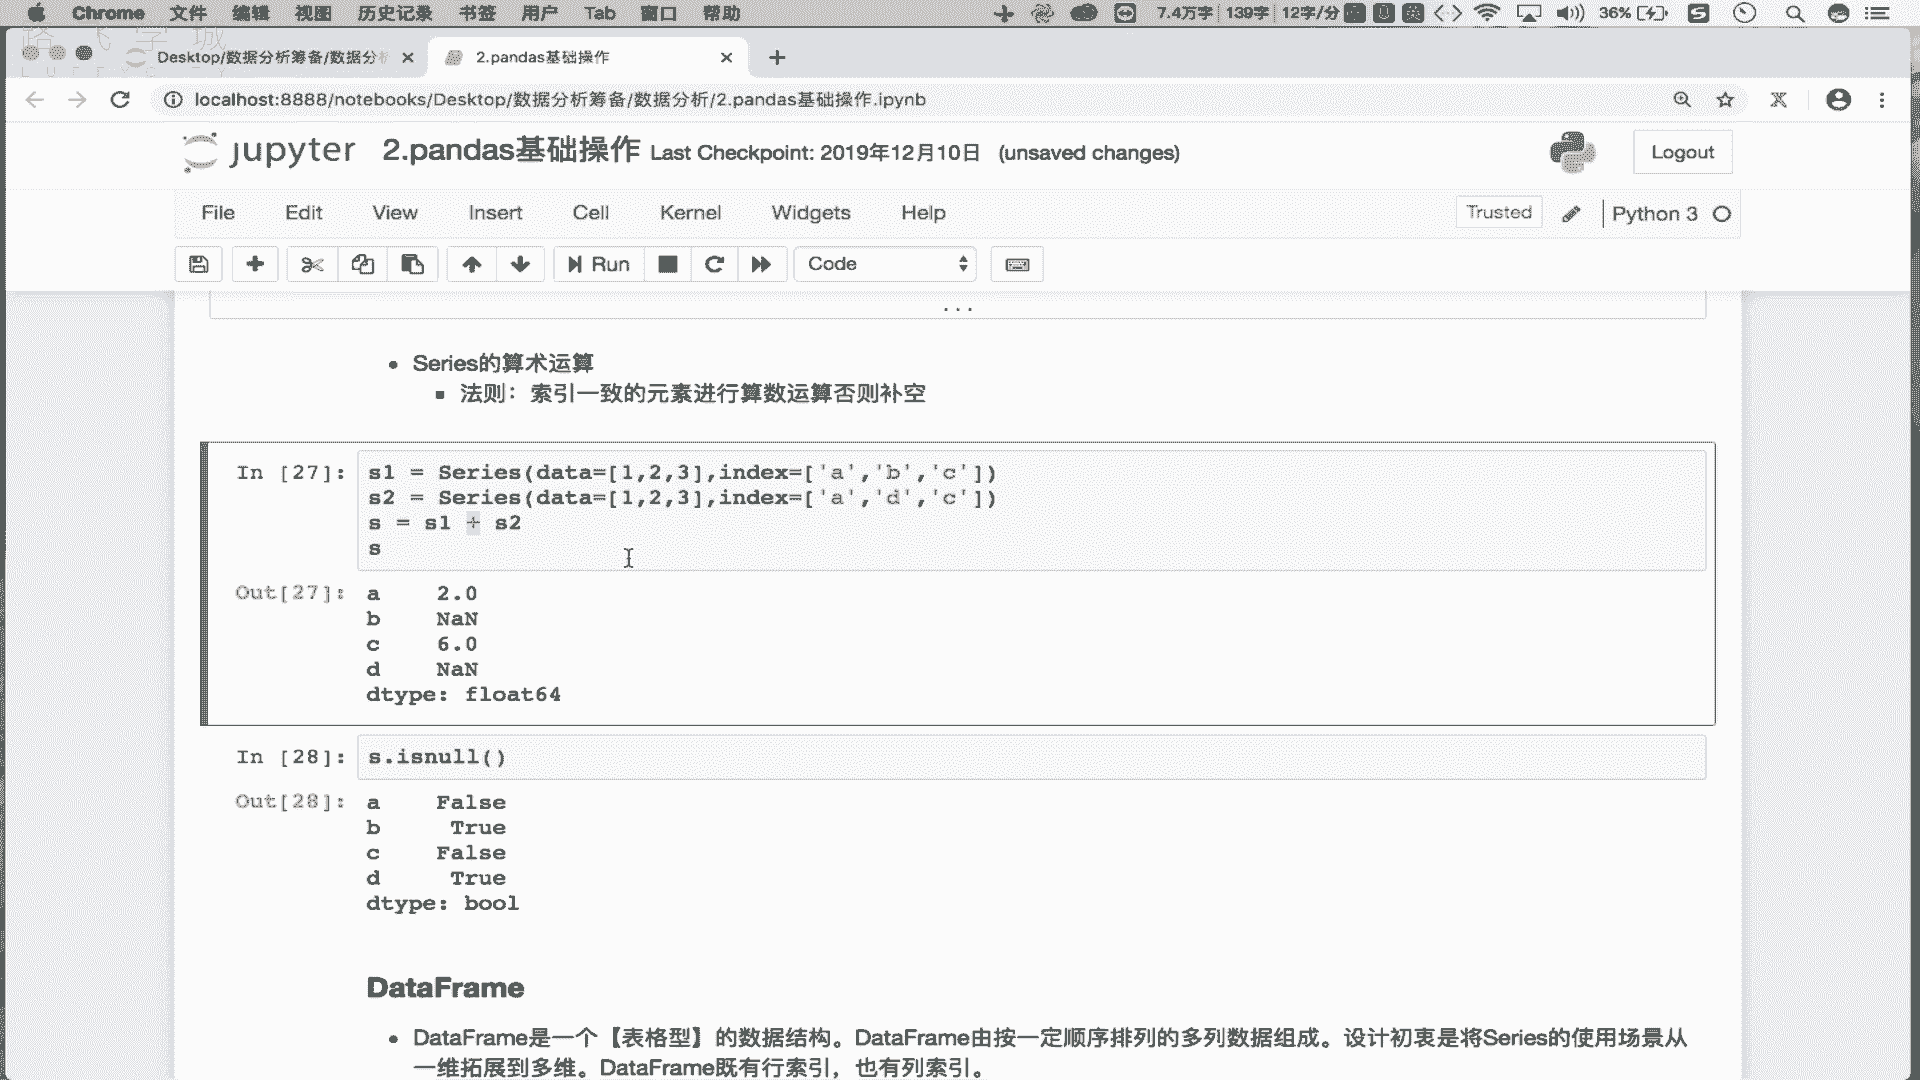 Chrome 文件 编辑 视图 历史记录 书签 用户 Tab 窗口 帮助 7.4万字 139字 12字/分 英 36%
Desktop/数据分析筹备/数据分析 2.pandas基础操作
localhost:8888/notebooks/Desktop/数据分析筹备/数据分析/2.pandas基础操作.ipynb
jupyter 2.pandas基础操作 Last Checkpoint: 2019年12月10日 (unsaved changes) Logout
File Edit View Insert Cell Kernel Widgets Help Trusted Python 3
Run Code
...
Series的算术运算
法则：索引一致的元素进行算数运算否则补空
In [27]: s1 = Series(data=[1,2,3],index=['a','b','c'])
s2 = Series(data=[1,2,3],index=['a','d','c'])
s = s1 + s2
s
Out[27]: a 2.0
b NaN
c 6.0
d NaN
dtype: float64
In [28]: s.isnull()
Out[28]: a False
b True
c False
d True
dtype: bool
DataFrame
DataFrame是一个【表格型】的数据结构。DataFrame由按一定顺序排列的多列数据组成。设计初衷是将Series的使用场景从
一维拓展到多维。DataFrame既有行索引，也有列索引。